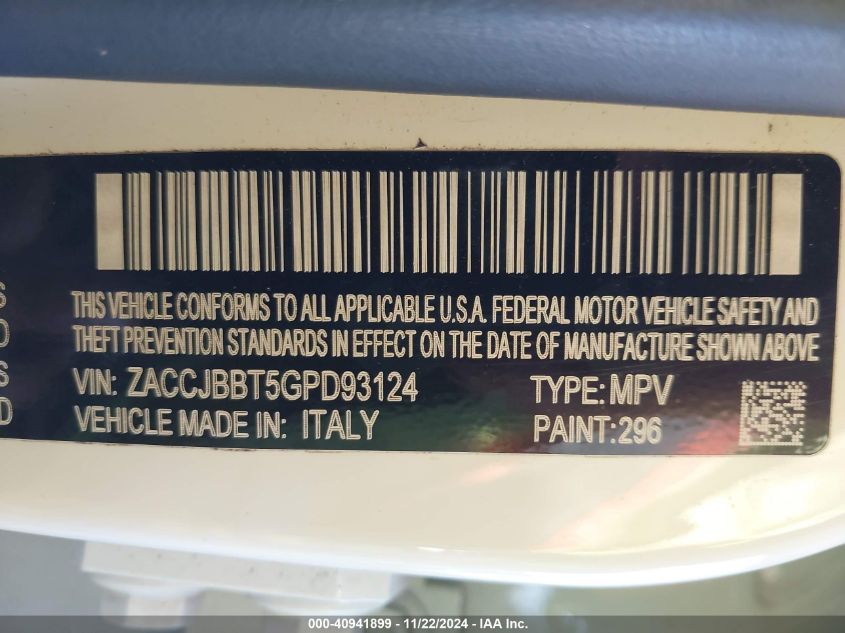 THIS VEHICLE CONFORMS TO ALL APPLICABLE U.S.A. FEDERAL MOTOR VEHICLE SAFETY AND
THEFT PREVENTION STANDARDS IN EFFECT ON THE DATE OF MANUFACTURE SHOWN ABOVE
VIN: ZACCJBBT5GPD93124 TYPE: MPV
VEHICLE MADE IN: ITALY PAINT:296
S
D
S
D
000-40941899 - 11/22/2024 - IAA Inc.